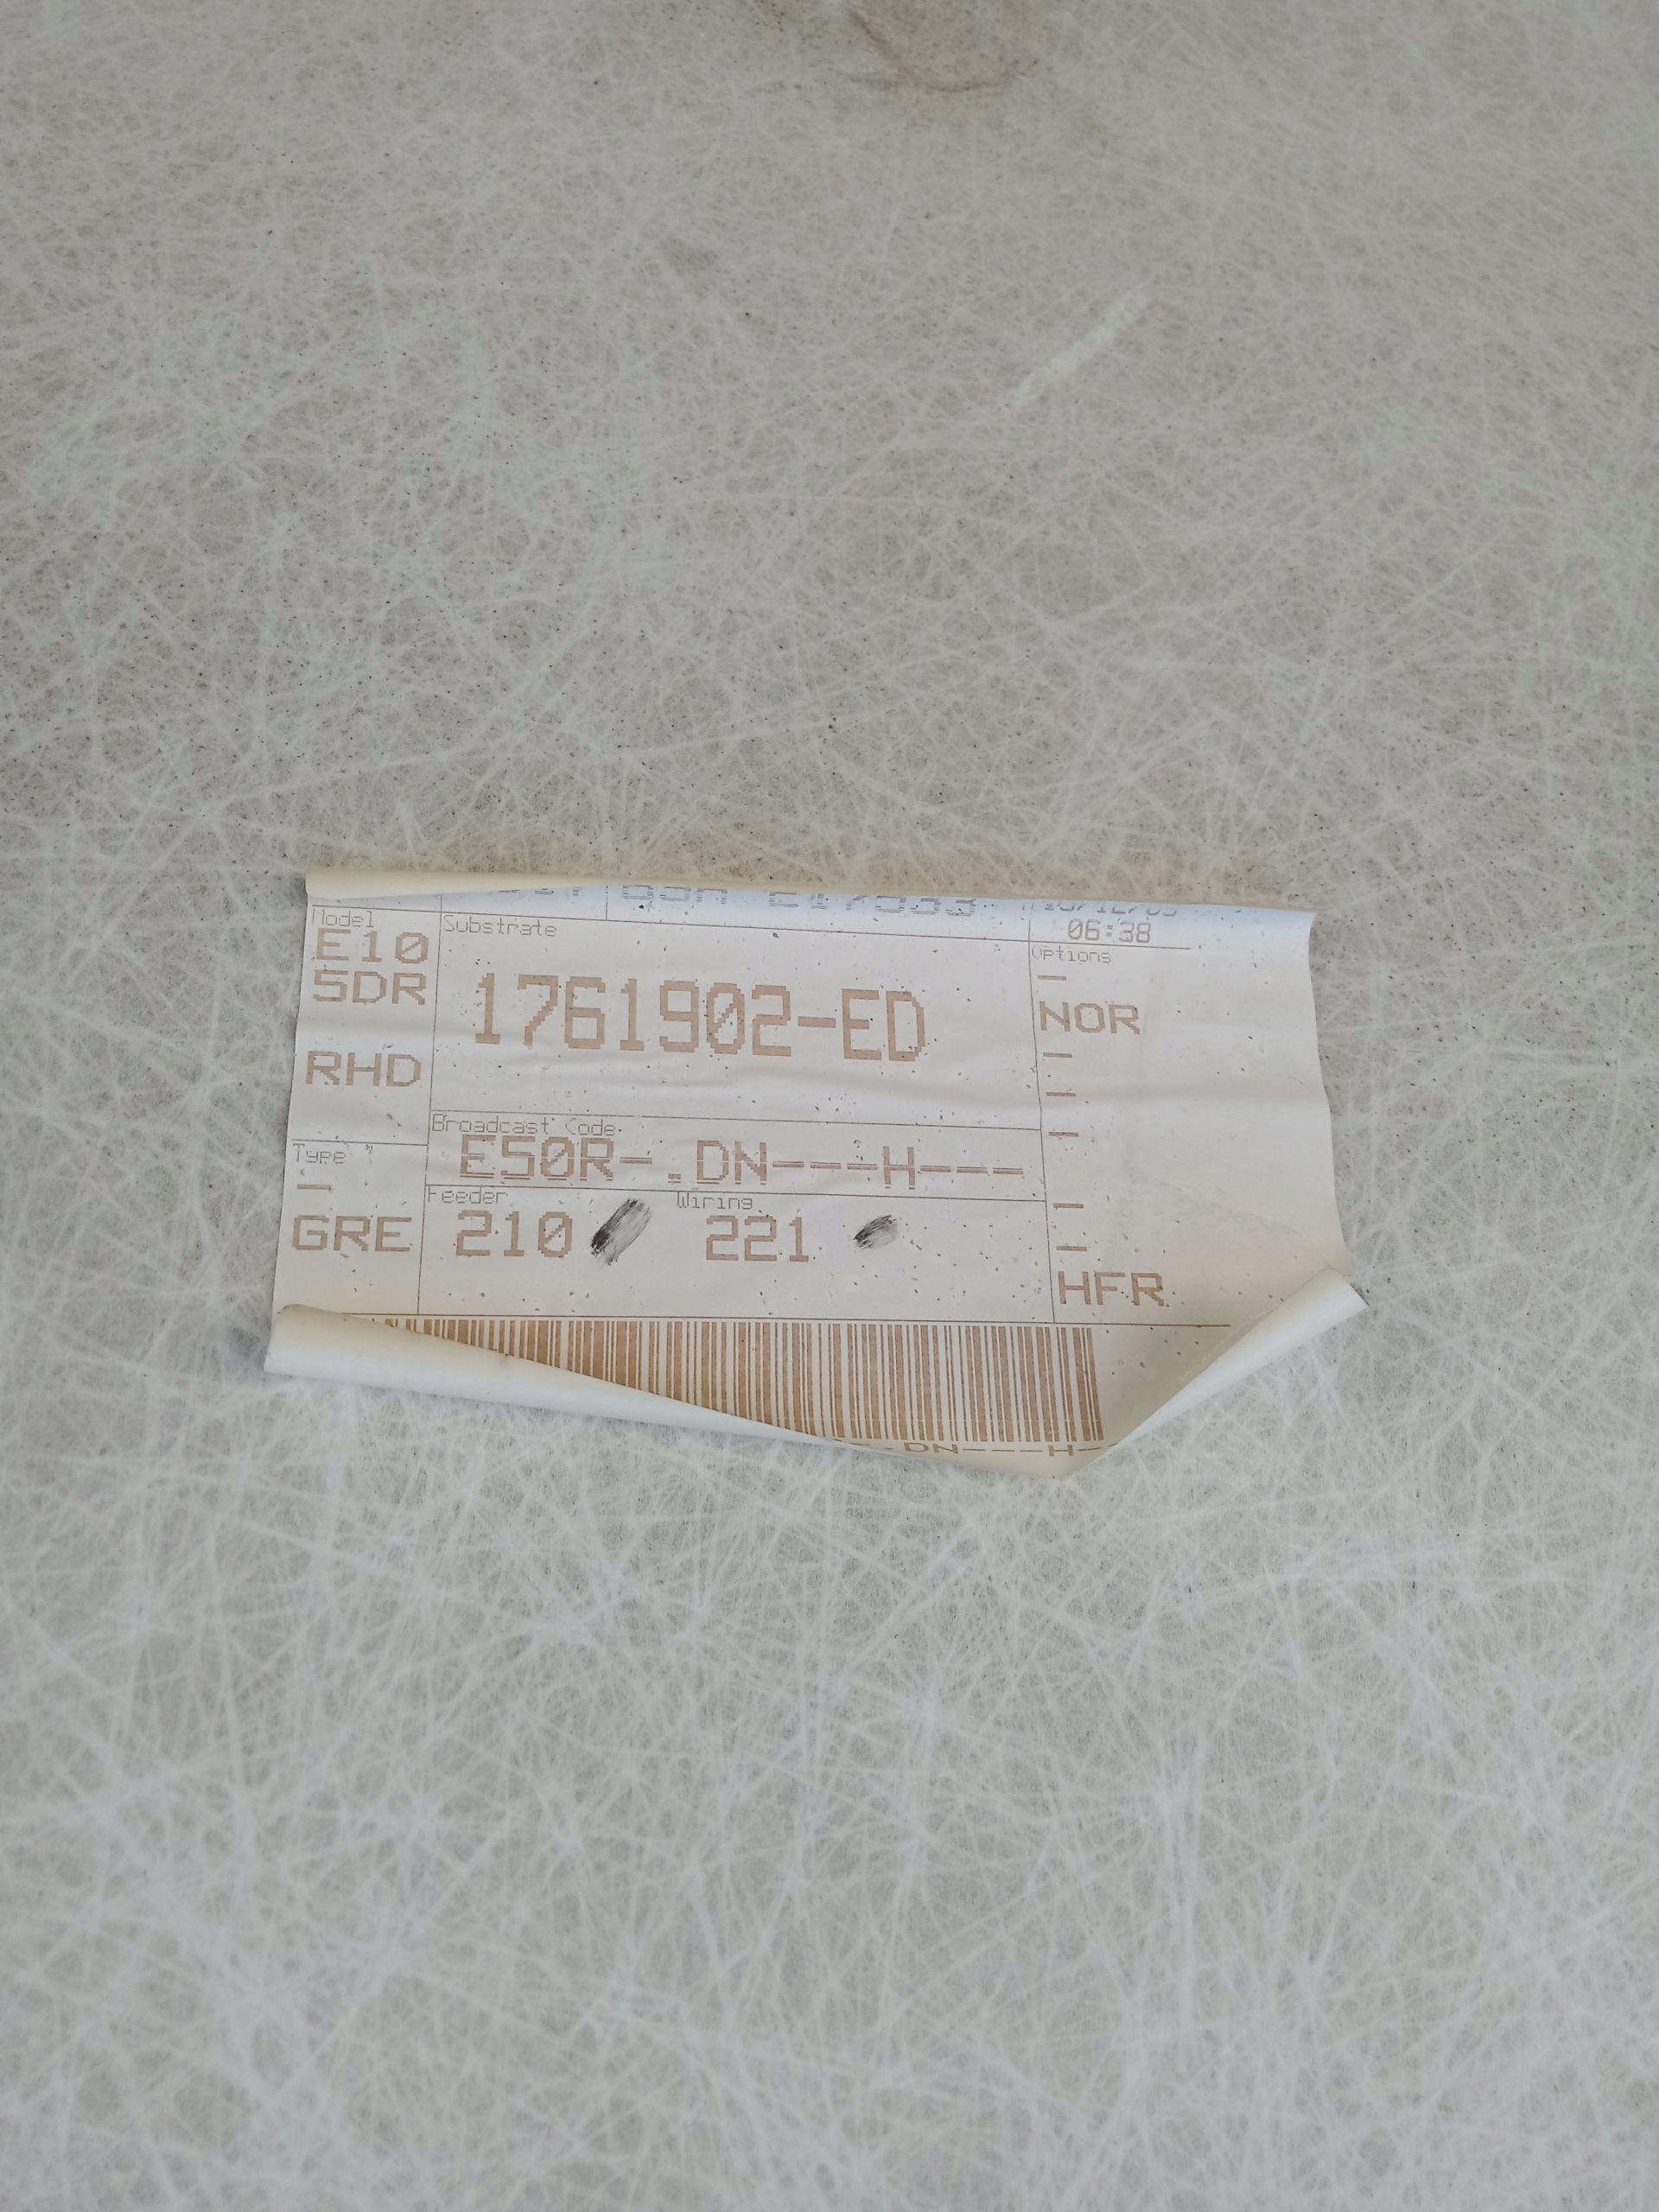 06:38
Model
E10
5DR
RHD
Substrate
1761902-ED
Options
-
NOR
-
-
-
-
-
HFR
Broadcast Code
E50R-.DN---H---
Type
-
GRE
Feeder
210
Wiring
221
DN---H-